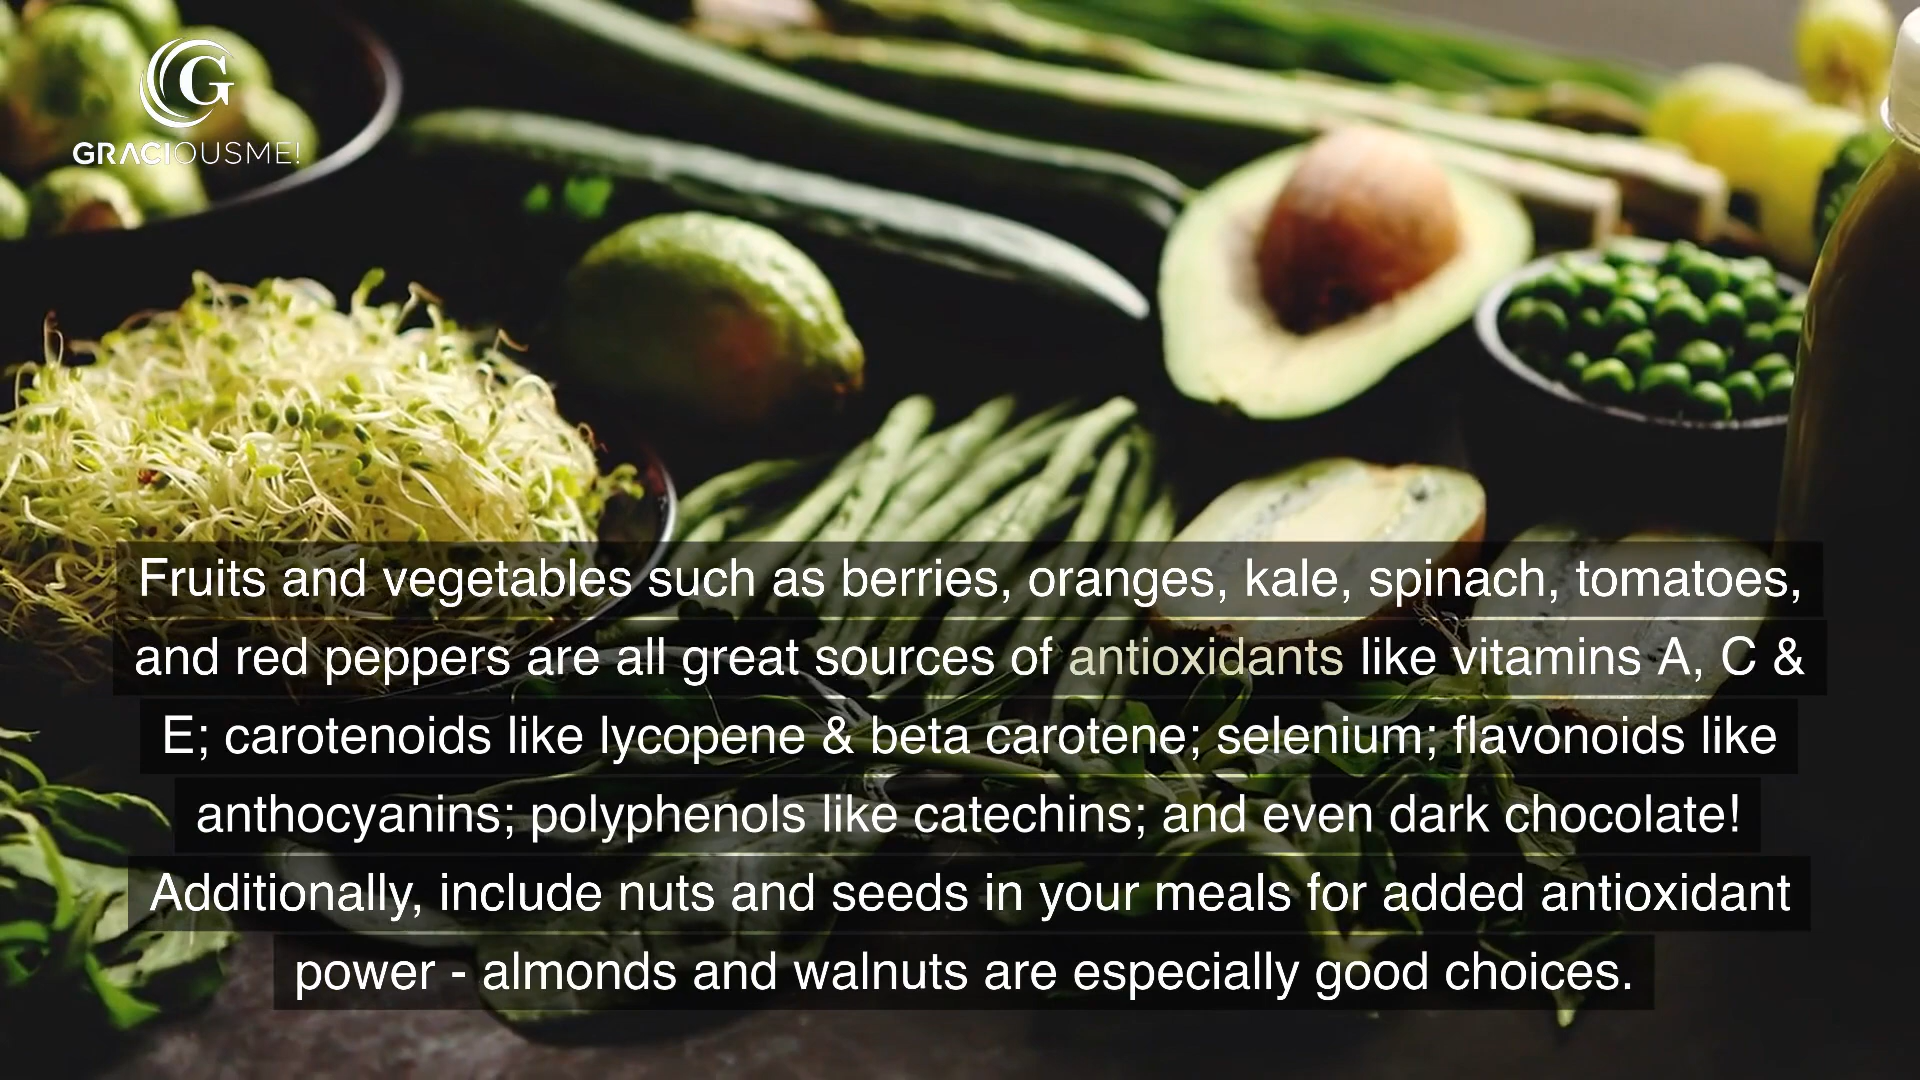 G
GRACIOUSME!
Fruits and vegetables such as berries, oranges, kale, spinach, tomatoes,
and red peppers are all great sources of antioxidants like vitamins A, C &
E; carotenoids like lycopene & beta carotene; selenium; flavonoids like
anthocyanins; polyphenols like catechins; and even dark chocolate!
Additionally, include nuts and seeds in your meals for added antioxidant
power - almonds and walnuts are especially good choices.